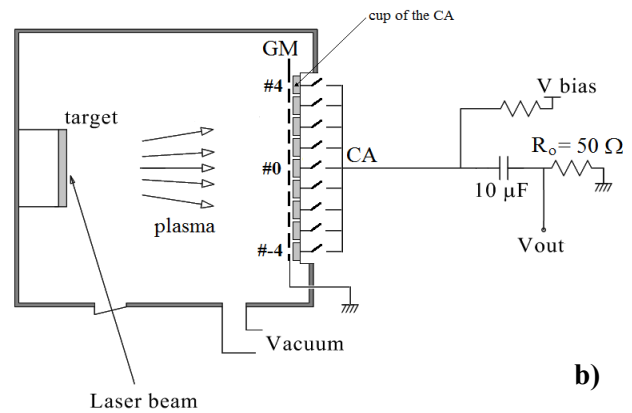 cup of the CA
GM
V bias
#4
target
CA
Rₒ= 50 Ω
#0
10 µF
plasma
Vout
#-4
Vacuum
b)
Laser beam